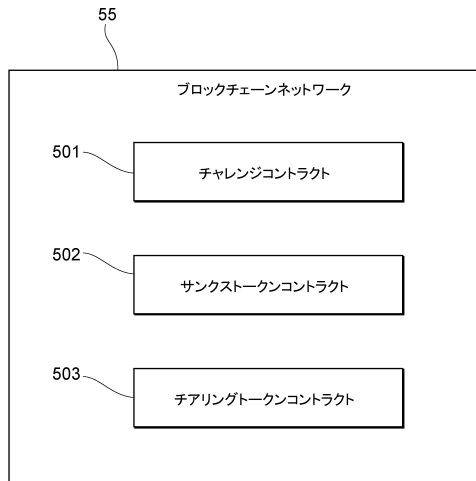 55
ブロックチェーンネットワーク
501
チャレンジコントラクト
502
サンクストークンコントラクト
503
チアリングトークンコントラクト